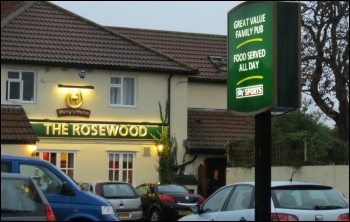 GREAT VALUE
FAMILY PUB
FOOD SERVED
ALL DAY
sky SPORTS
THE ROSEWOOD